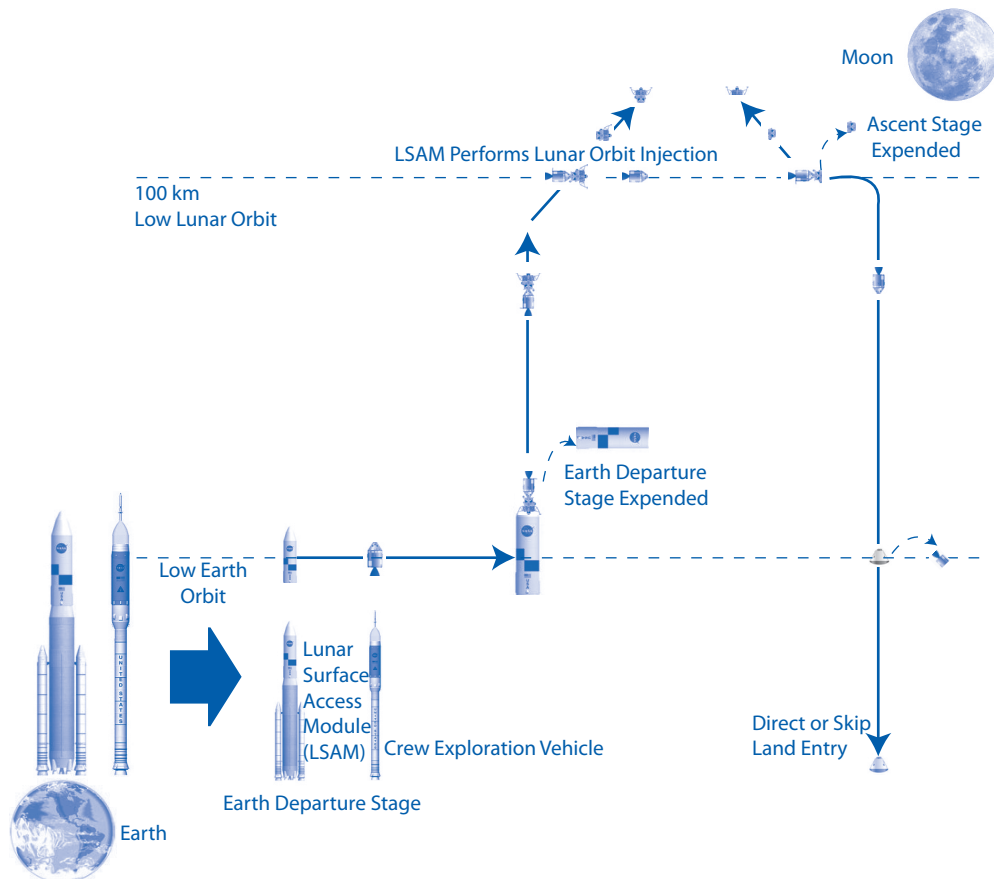 Moon
Ascent Stage
Expended
LSAM Performs Lunar Orbit Injection
100 km
Low Lunar Orbit
Earth Departure
Stage Expended
Low Earth
Orbit
UNITED STATES
Lunar
Surface
Access
Module
(LSAM)
Crew Exploration Vehicle
Direct or Skip
Land Entry
Earth Departure Stage
Earth